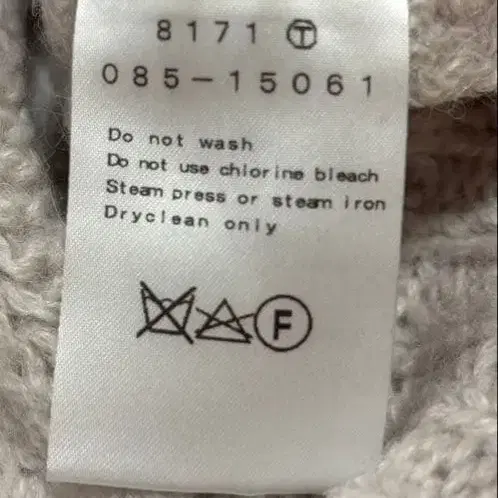 8171 Ⓣ
085-15061
Do not wash
Do not use chlorine bleach
Steam press or steam iron
Dryclean only
F